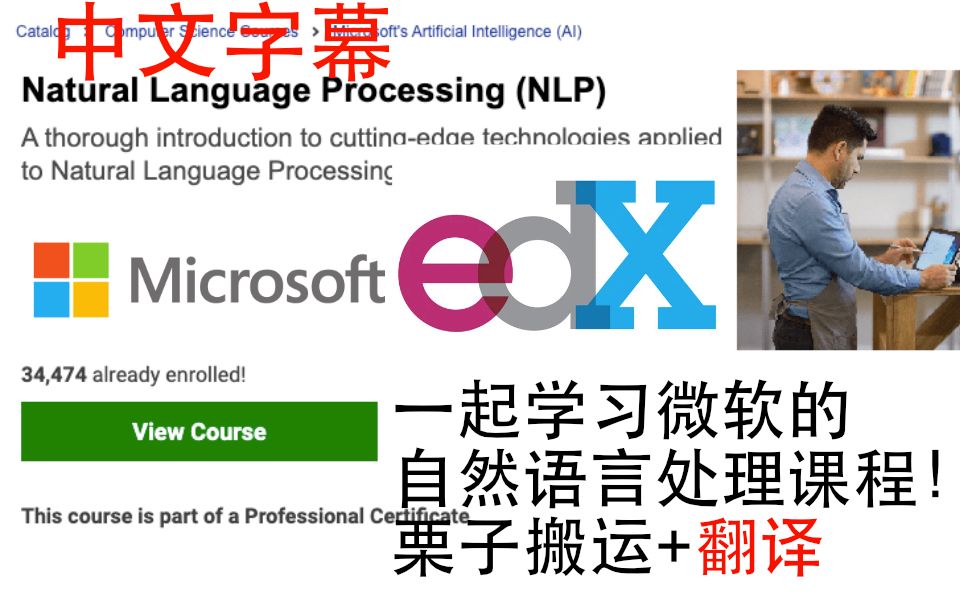 Catalog > Computer Science Courses > Microsoft's Artificial Intelligence (AI)
中文字幕
Natural Language Processing (NLP)
A thorough introduction to cutting-edge technologies applied
to Natural Language Processing
Microsoft
edX
34,474 already enrolled!
View Course
一起学习微软的
自然语言处理课程!
This course is part of a Professional Certificate
栗子搬运+翻译